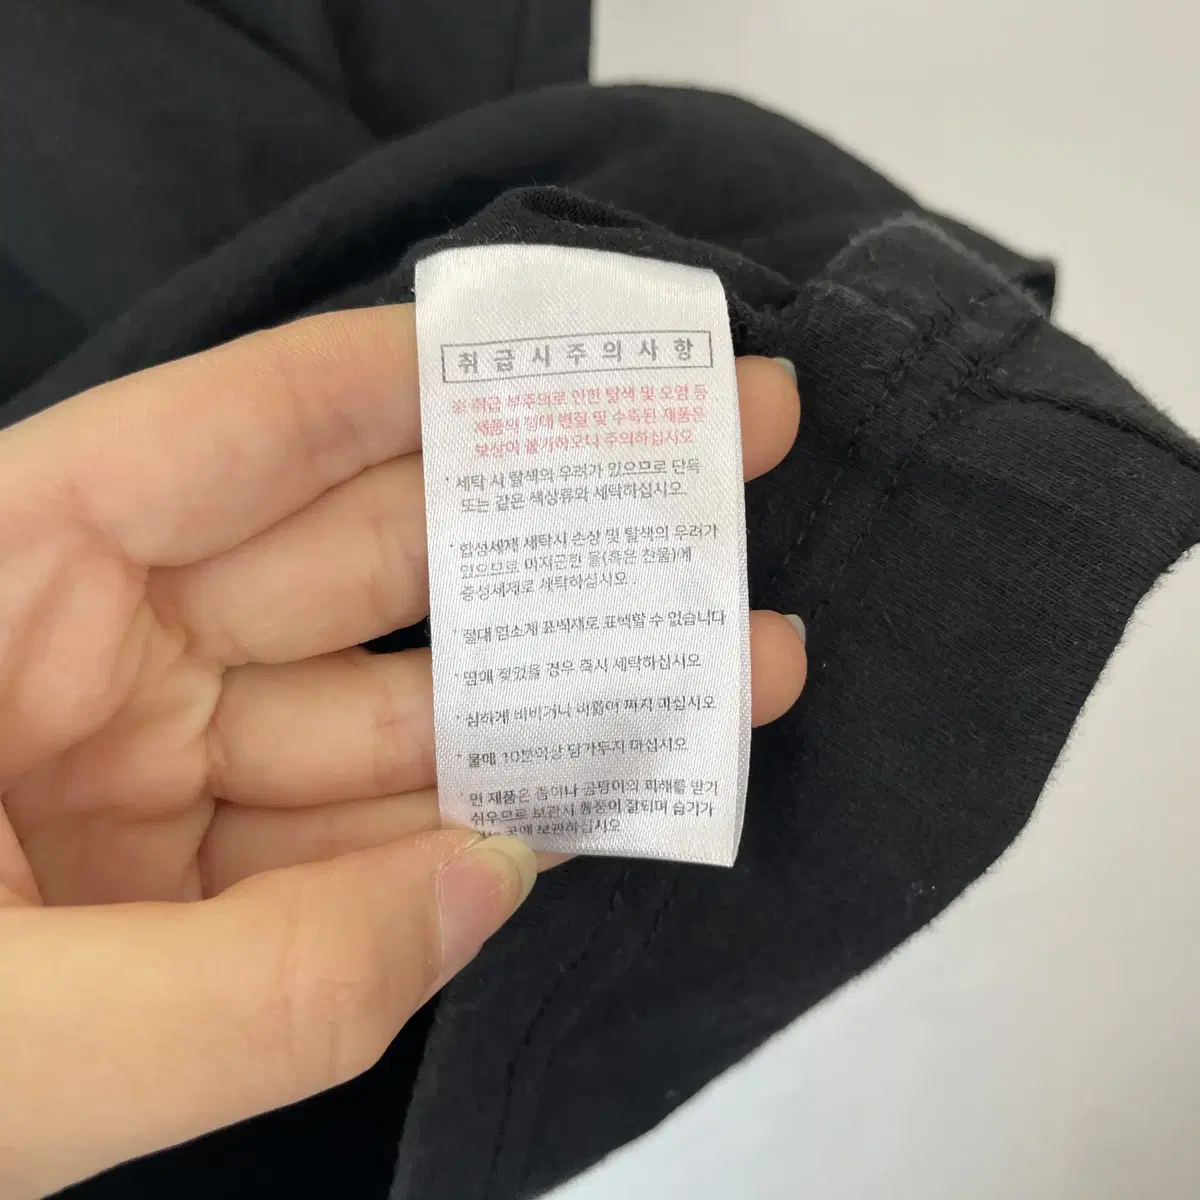 취급시주의사항
※ 취급 부주의로 인한 탈색 및 오염 등
제품의 형태 변질 및 수축된 제품은
보상이 불가하오니 주의하십시오
* 세탁 시 탈색의 우려가 있으므로 단독
또는 같은 색상류와 세탁하십시오.
* 합성세제 세탁시 손상 및 탈색의 우려가
있으므로 미지근한 물(혹은 찬물)에
중성세제로 세탁하십시오.
* 절대 염소계 표백제로 표백할 수 없습니다
* 땀에 젖었을 경우 즉시 세탁하십시오
* 심하게 비비거나 비틀어 짜지 마십시오
* 물에 10분이상 담가두지 마십시오
* 면 제품은 좀이나 곰팡이의 피해를 받기
쉬우므로 보관시 통풍이 잘되며 습기가
곳에 보관하십시오